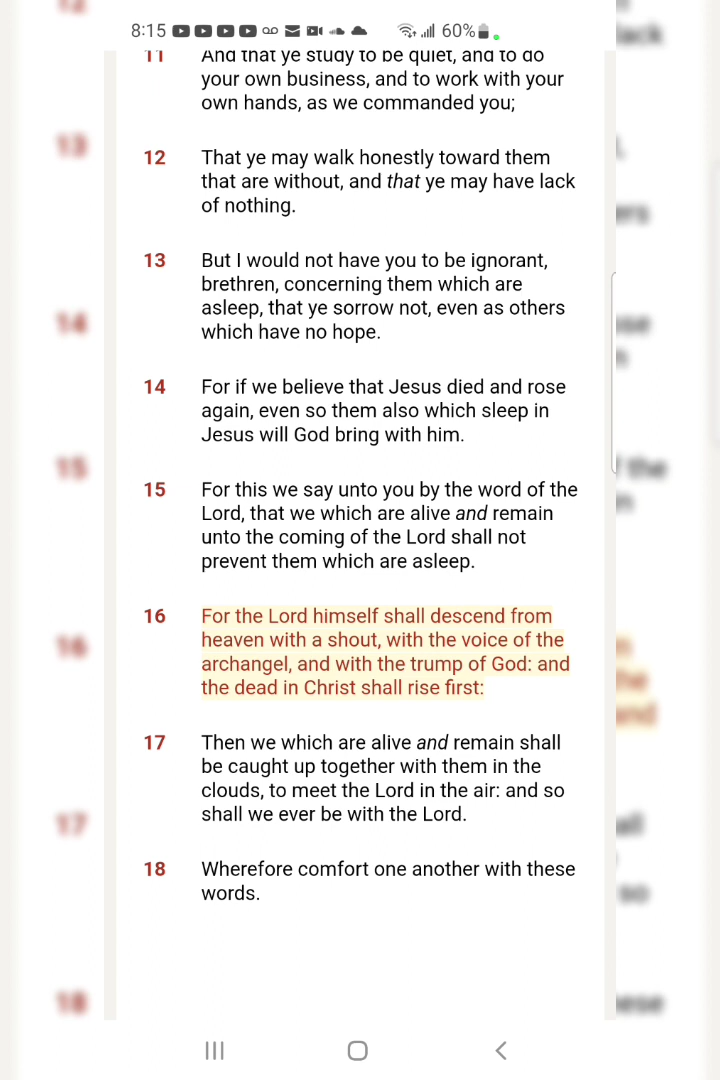 8:15 60%
11 And that ye study to be quiet, and to do
your own business, and to work with your
own hands, as we commanded you;
12 That ye may walk honestly toward them
that are without, and that ye may have lack
of nothing.
13 But I would not have you to be ignorant,
brethren, concerning them which are
asleep, that ye sorrow not, even as others
which have no hope.
14 For if we believe that Jesus died and rose
again, even so them also which sleep in
Jesus will God bring with him.
15 For this we say unto you by the word of the
Lord, that we which are alive and remain
unto the coming of the Lord shall not
prevent them which are asleep.
16 For the Lord himself shall descend from
heaven with a shout, with the voice of the
archangel, and with the trump of God: and
the dead in Christ shall rise first:
17 Then we which are alive and remain shall
be caught up together with them in the
clouds, to meet the Lord in the air: and so
shall we ever be with the Lord.
18 Wherefore comfort one another with these
words.